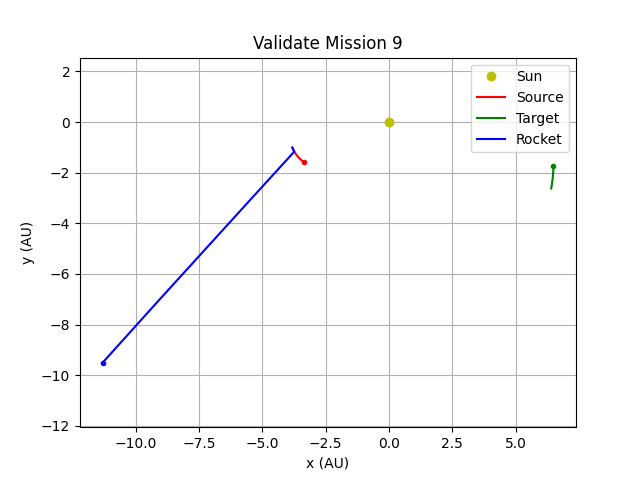 Validate Mission 9
Sun
Source
Target
Rocket
2
0
−2
−4
−6
−8
−10
−12
y (AU)
−10.0
−7.5
−5.0
−2.5
0.0
2.5
5.0
x (AU)